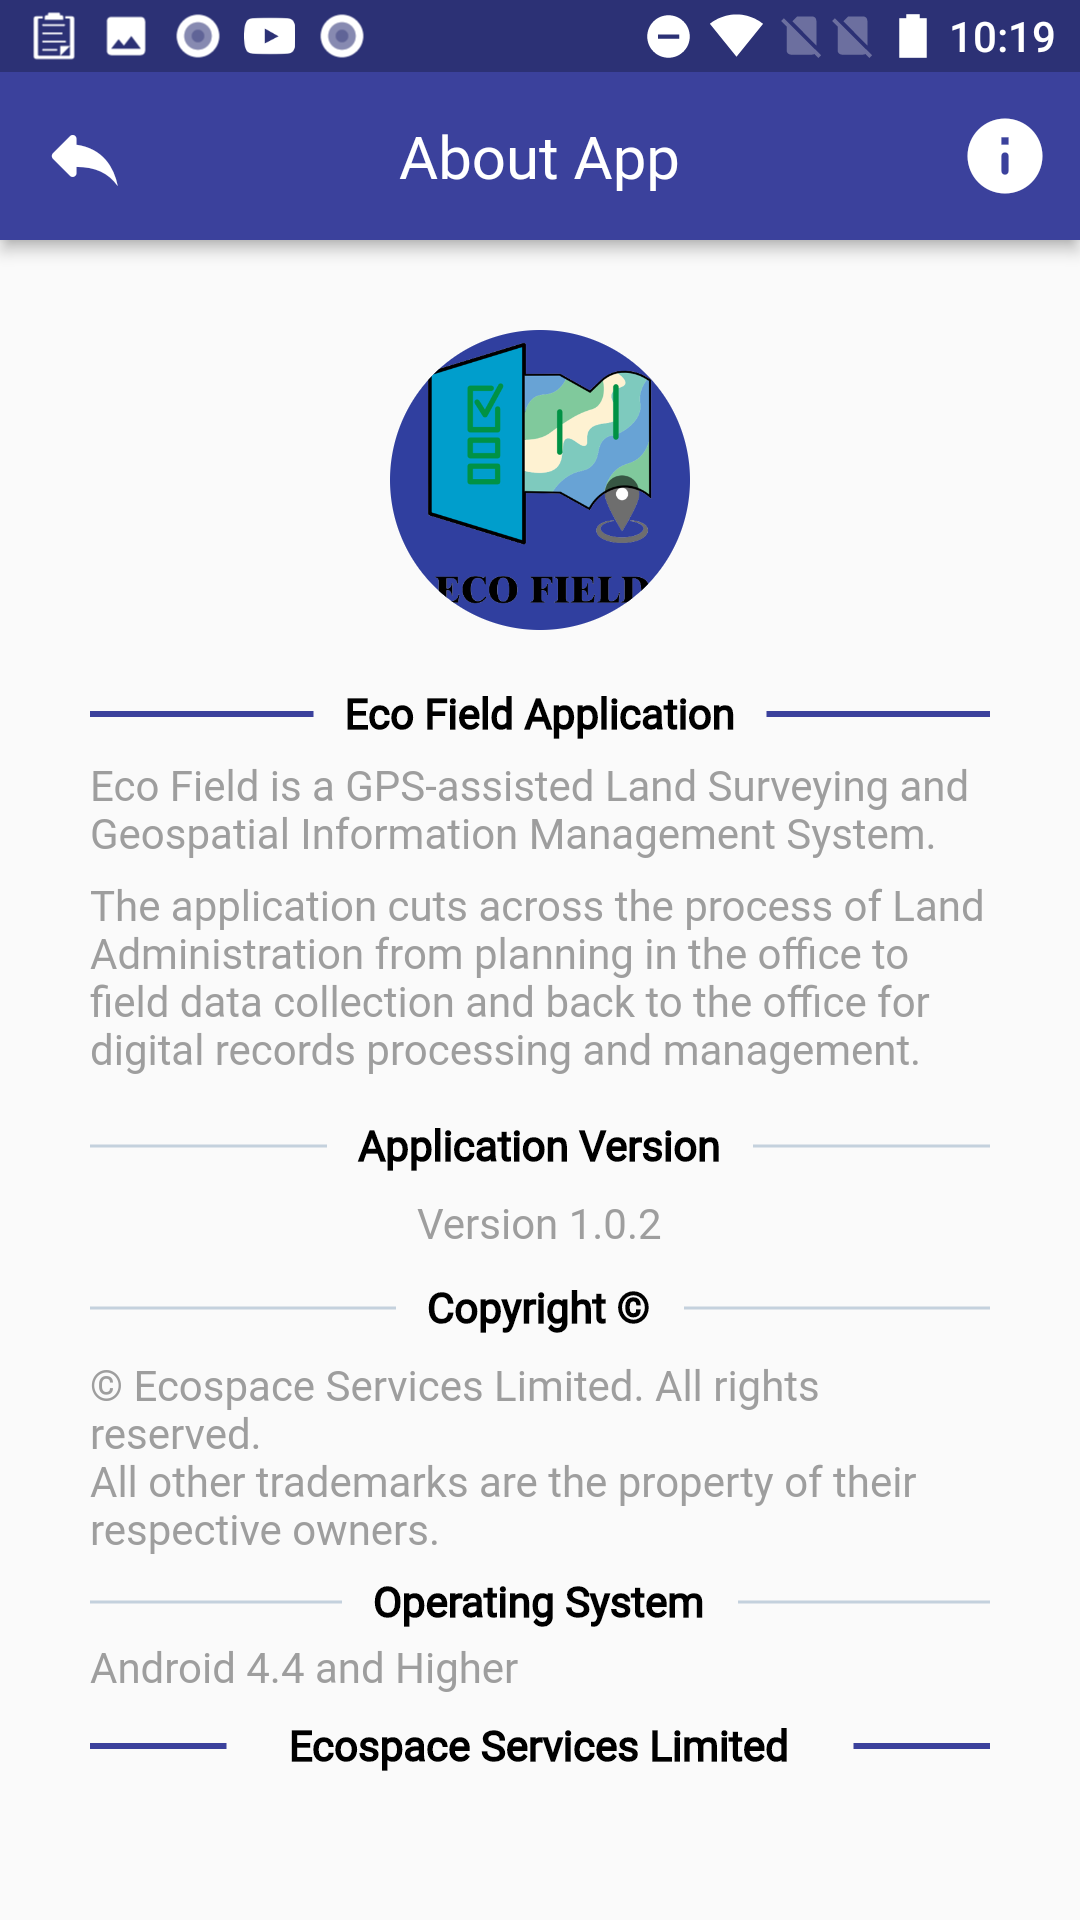 10:19
About App
ECO FIELD
Eco Field Application
Eco Field is a GPS-assisted Land Surveying and
Geospatial Information Management System.
The application cuts across the process of Land
Administration from planning in the office to
field data collection and back to the office for
digital records processing and management.
Application Version
Version 1.0.2
Copyright ©
© Ecospace Services Limited. All rights
reserved.
All other trademarks are the property of their
respective owners.
Operating System
Android 4.4 and Higher
Ecospace Services Limited